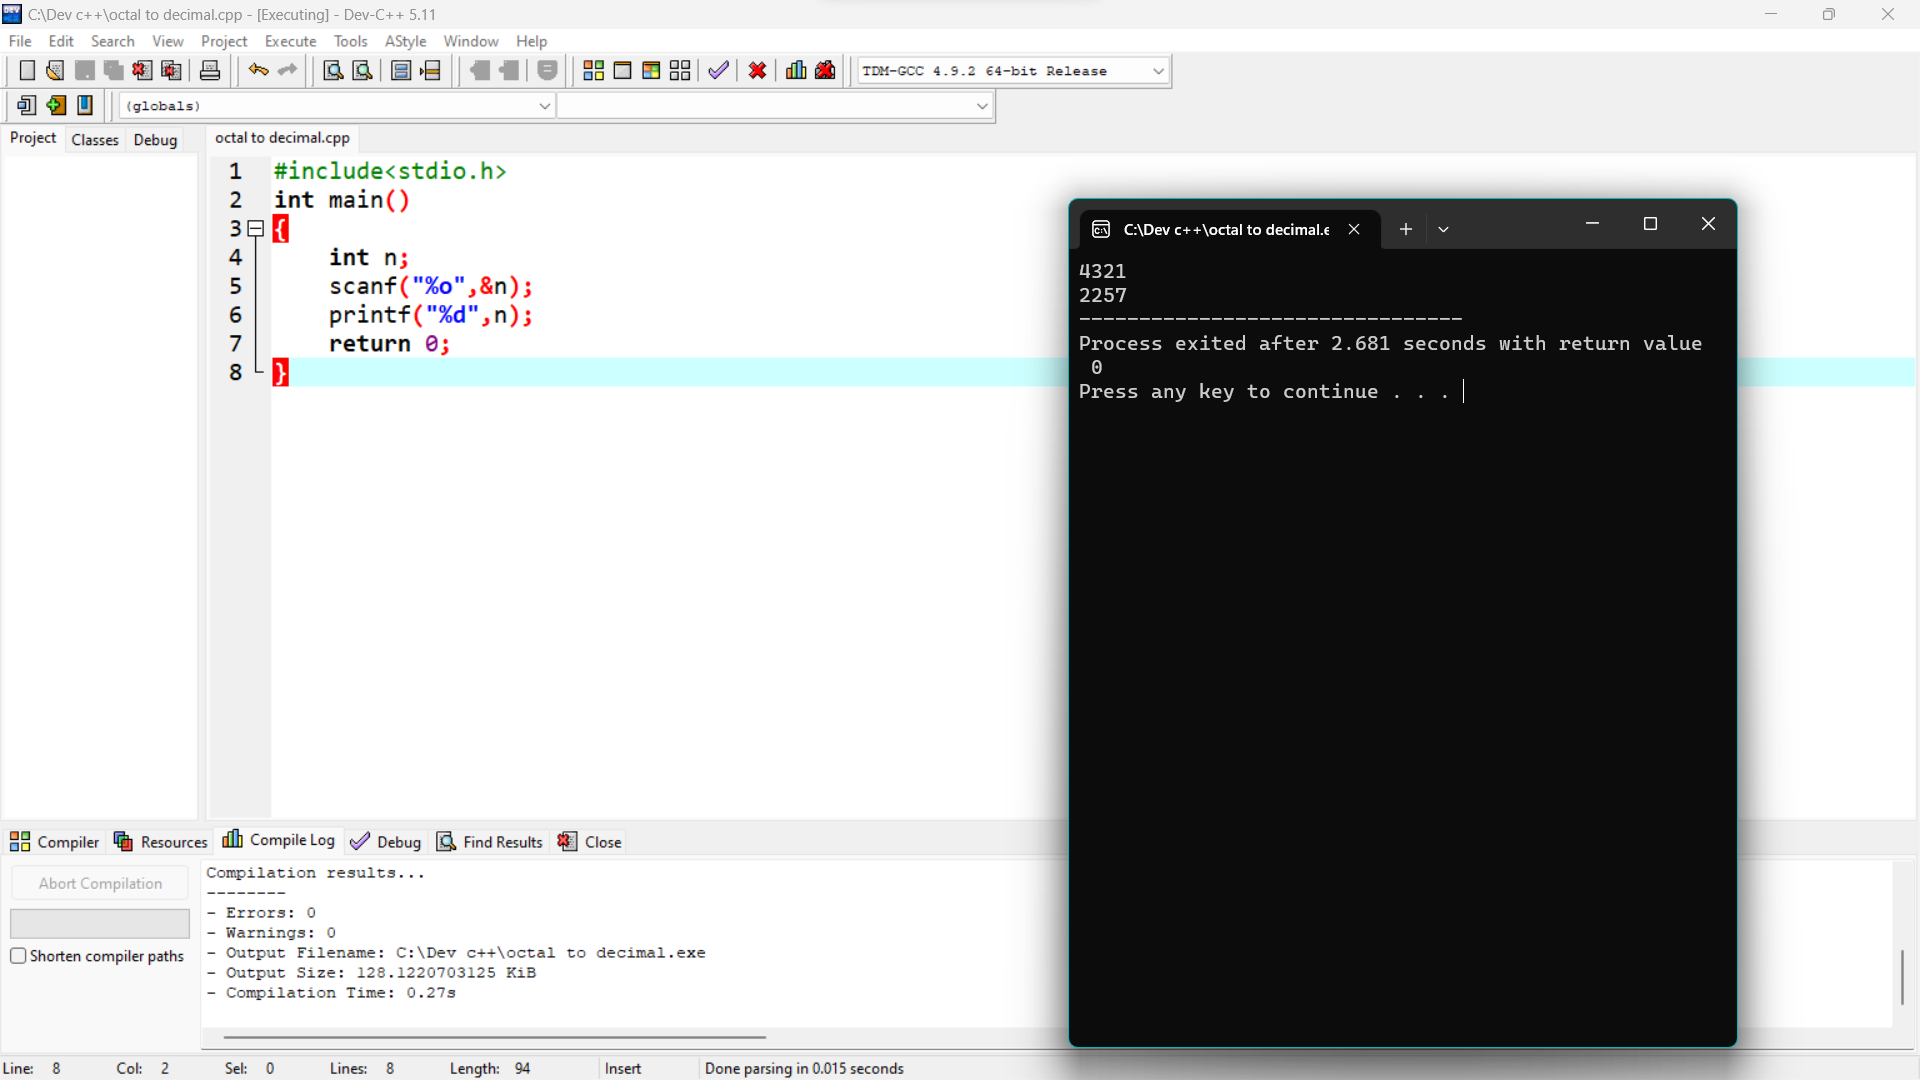 C:\Dev c++\octal to decimal.cpp - [Executing] - Dev-C++ 5.11
File Edit Search View Project Execute Tools AStyle Window Help
TDM-GCC 4.9.2 64-bit Release
(globals)
Project Classes Debug
octal to decimal.cpp
1 #include<stdio.h>
2 int main()
3 {
4 int n;
5 scanf("%o",&n);
6 printf("%d",n);
7 return 0;
8 }
C:\Dev c++\octal to decimal.e
4321
2257
--------------------------------
Process exited after 2.681 seconds with return value
0
Press any key to continue . . .
Compiler Resources Compile Log Debug Find Results Close
Abort Compilation
Shorten compiler paths
Compilation results...
--------
- Errors: 0
- Warnings: 0
- Output Filename: C:\Dev c++\octal to decimal.exe
- Output Size: 128.1220703125 KiB
- Compilation Time: 0.27s
Line: 8 Col: 2 Sel: 0 Lines: 8 Length: 94 Insert Done parsing in 0.015 seconds